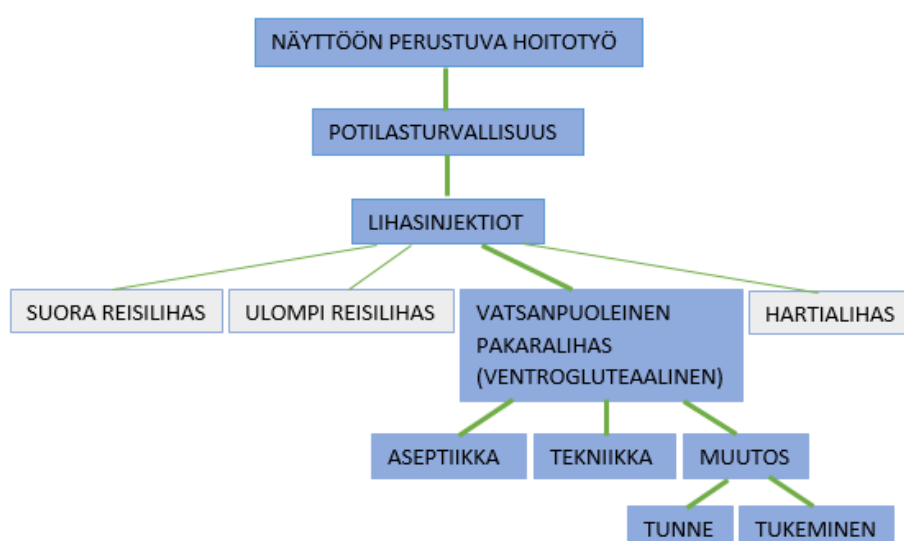 NÄYTTÖÖN PERUSTUVA HOITOTYÖ
POTILASTURVALLISUUS
LIHASINJEKTIOT
SUORA REISILIHAS
ULOMPI REISILIHAS
VATSANPUOLEINEN
PAKARALIHAS
(VENTROGLUTEAALINEN)
HARTIALIHAS
ASEPTIIKKA
TEKNIIKKA
MUUTOS
TUNNE
TUKEMINEN